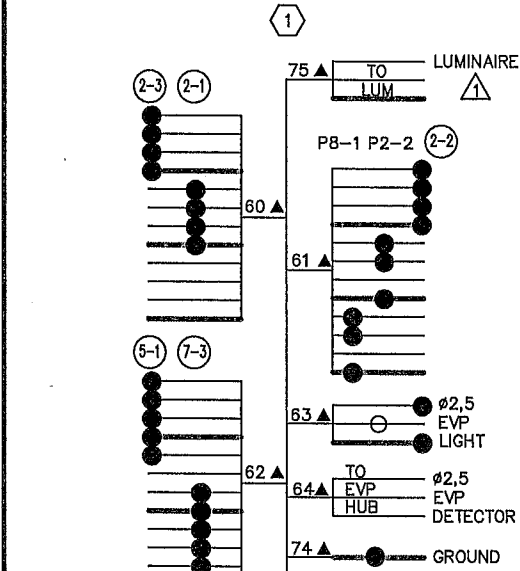 1
75 TO LUMINAIRE
LUM 1
2-3 2-1
P8-1 P2-2 2-2
60
61
5-1 7-3
63 ø2,5
EVP
LIGHT
62
64 TO ø2,5
EVP EVP
HUB DETECTOR
74 GROUND